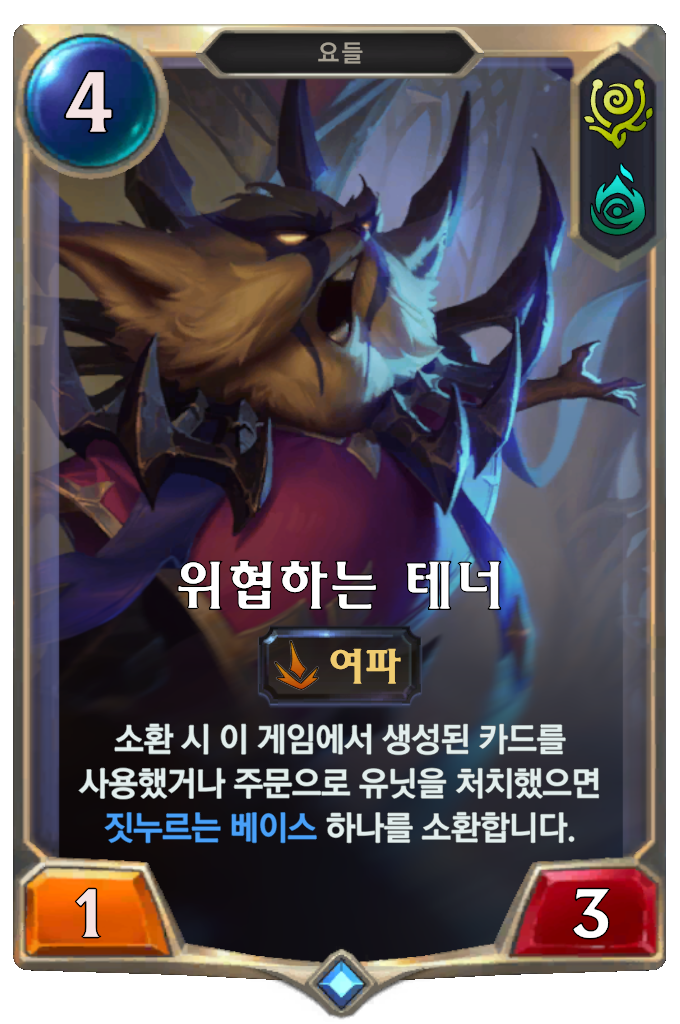 요들
4
위협하는 테너
여파
소환 시 이 게임에서 생성된 카드를
사용했거나 주문으로 유닛을 처치했으면
짓누르는 베이스 하나를 소환합니다.
1
3